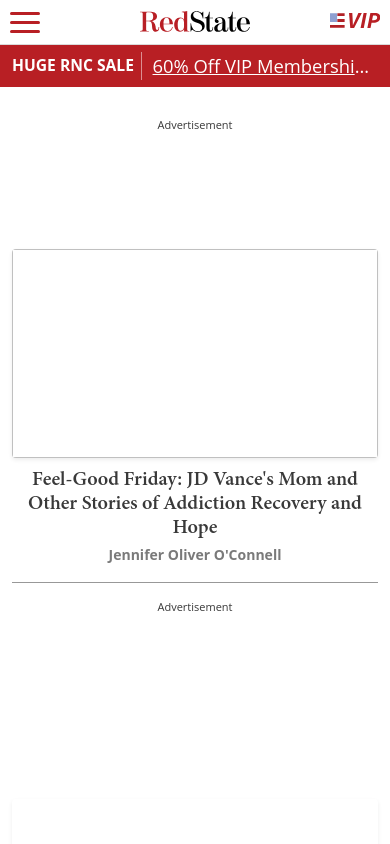 RedState
VIP
HUGE RNC SALE
60% Off VIP Membershi...
Advertisement
Feel-Good Friday: JD Vance's Mom and
Other Stories of Addiction Recovery and
Hope
Jennifer Oliver O'Connell
Advertisement